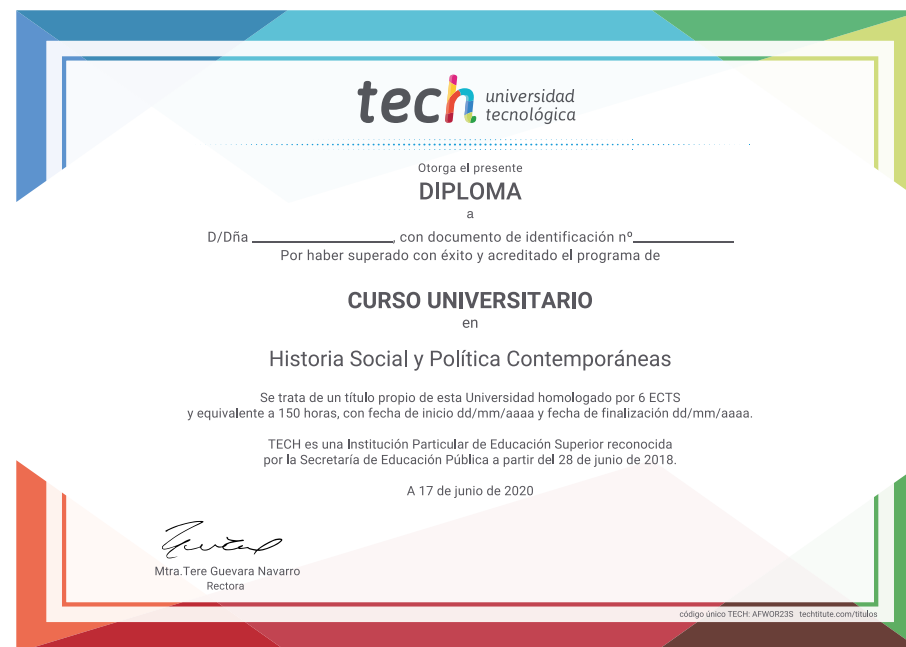 tech universidad
tecnológica
Otorga el presente
DIPLOMA
a
D/Dña ____________________, con documento de identificación nº______________
Por haber superado con éxito y acreditado el programa de
CURSO UNIVERSITARIO
en
Historia Social y Política Contemporáneas
Se trata de un título propio de esta Universidad homologado por 6 ECTS
y equivalente a 150 horas, con fecha de inicio dd/mm/aaaa y fecha de finalización dd/mm/aaaa.
TECH es una Institución Particular de Educación Superior reconocida
por la Secretaría de Educación Pública a partir del 28 de junio de 2018.
A 17 de junio de 2020
Mtra.Tere Guevara Navarro
Rectora
código único TECH: AFWOR23S techtitute.com/titulos